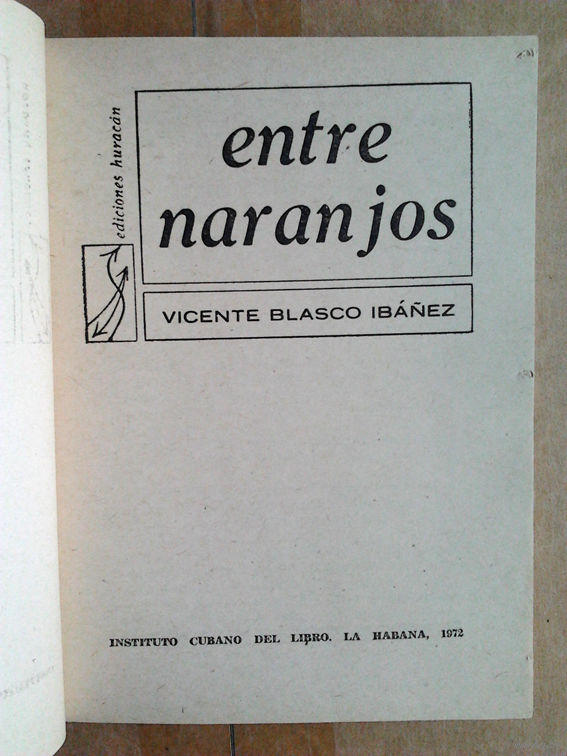 ediciones huracán
entre
naranjos
VICENTE BLASCO IBÁÑEZ
INSTITUTO CUBANO DEL LIBRO. LA HABANA, 1972